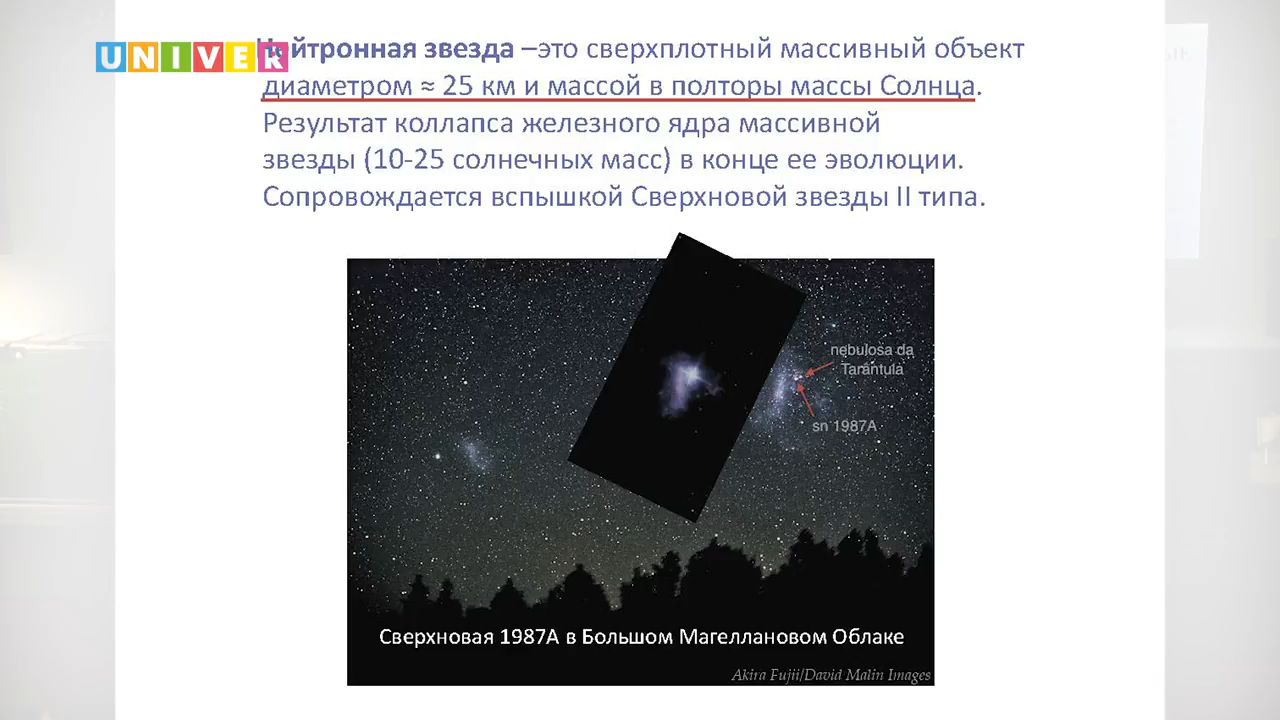 UNIVER
Нейтронная звезда –это сверхплотный массивный объект
диаметром ≈ 25 км и массой в полторы массы Солнца.
Результат коллапса железного ядра массивной
звезды (10-25 солнечных масс) в конце ее эволюции.
Сопровождается вспышкой Сверхновой звезды II типа.
nebulosa da
Tarântula
sn 1987A
Сверхновая 1987А в Большом Магеллановом Облаке
Akira Fujii/David Malin Images